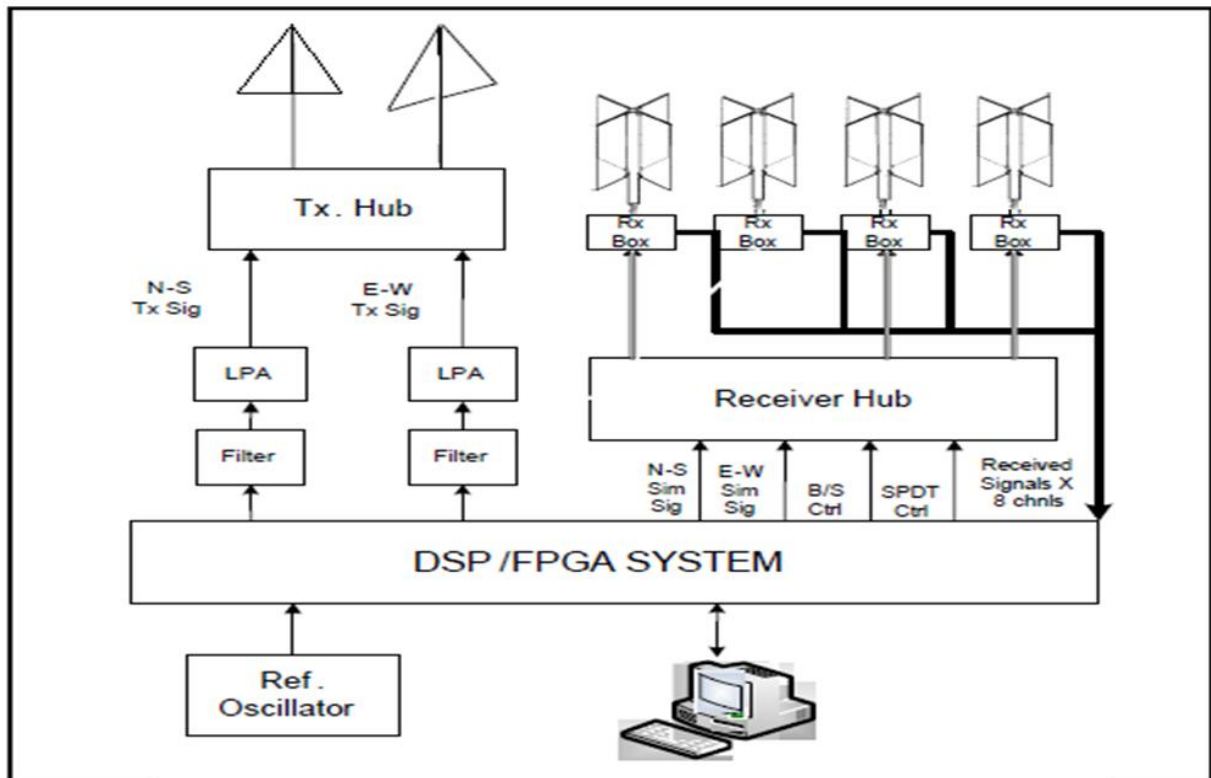 Tx. Hub
Rx
Box
Rx
Box
Rx
Box
Rx
Box
N-S
Tx Sig
E-W
Tx Sig
LPA
LPA
Receiver Hub
Filter
Filter
N-S
Sim
Sig
E-W
Sim
Sig
B/S
Ctrl
SPDT
Ctrl
Received
Signals X
8 chnls
DSP/FPGA SYSTEM
Ref.
Oscillator